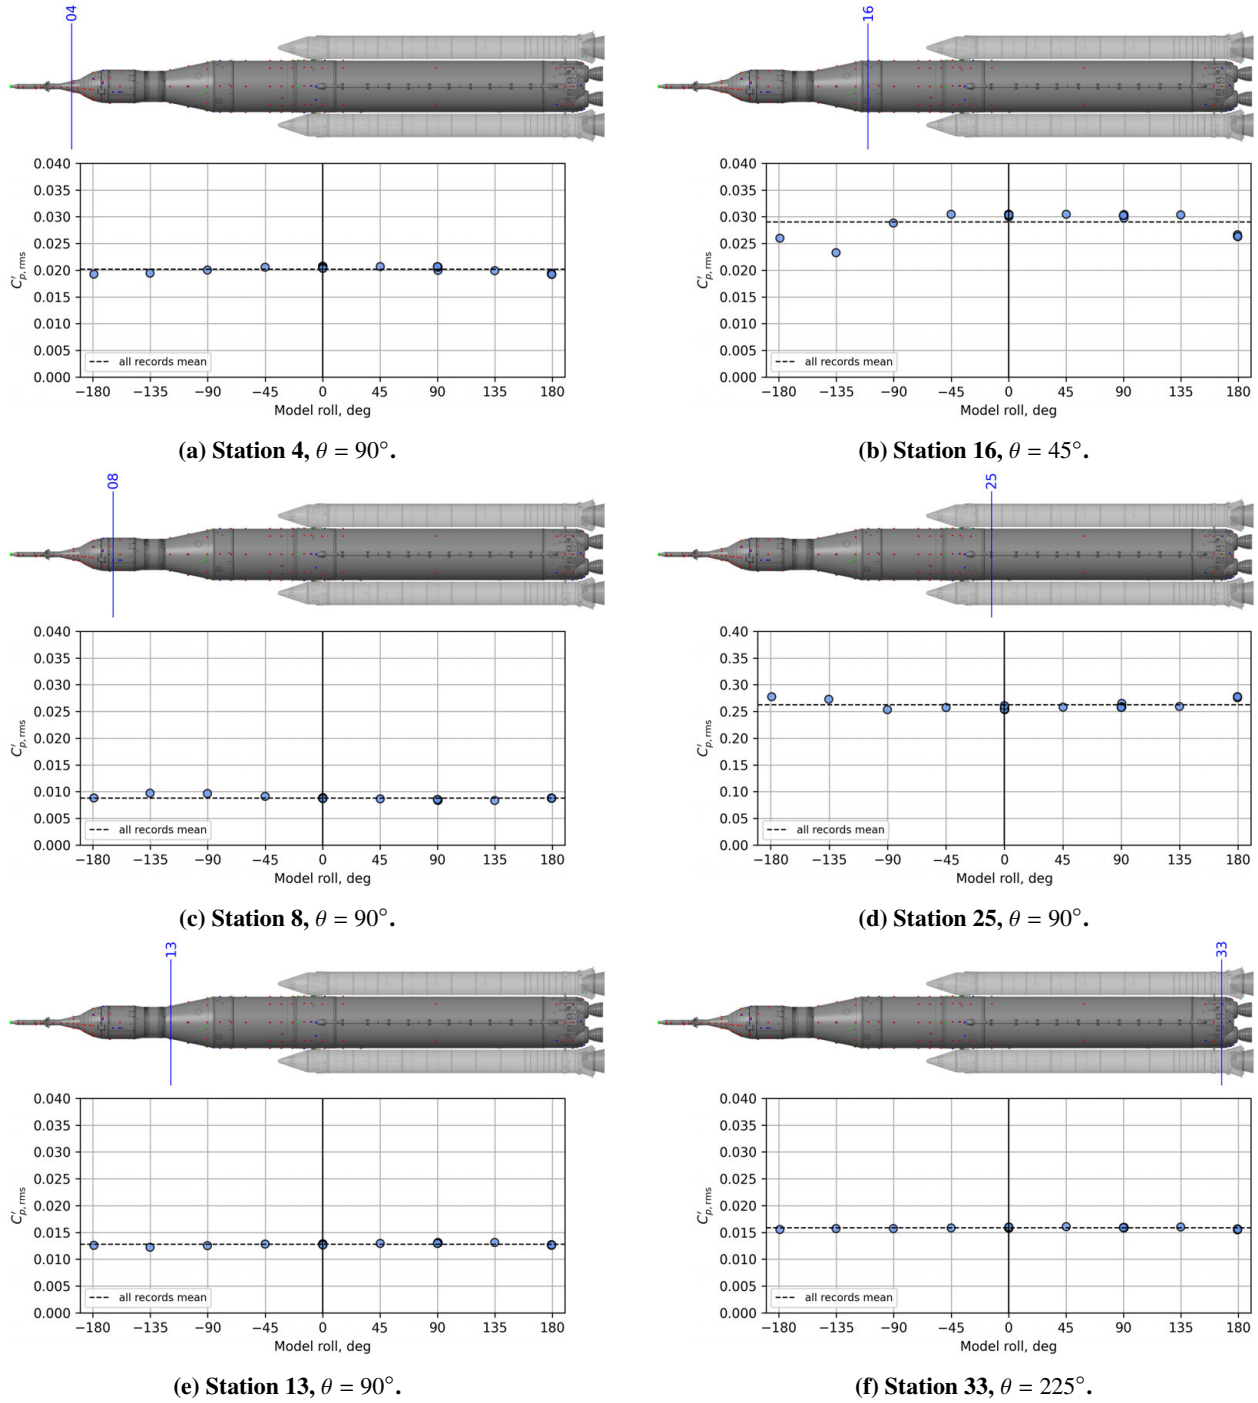 04
0.040
0.035
0.030
0.025
0.020
0.015
0.010
0.005
0.000
C′p, rms
all records mean
−180 −135 −90 −45 0 45 90 135 180
Model roll, deg
(a) Station 4, θ = 90°.
16
0.040
0.035
0.030
0.025
0.020
0.015
0.010
0.005
0.000
C′p, rms
all records mean
−180 −135 −90 −45 0 45 90 135 180
Model roll, deg
(b) Station 16, θ = 45°.
08
0.040
0.035
0.030
0.025
0.020
0.015
0.010
0.005
0.000
C′p, rms
all records mean
−180 −135 −90 −45 0 45 90 135 180
Model roll, deg
(c) Station 8, θ = 90°.
25
0.40
0.35
0.30
0.25
0.20
0.15
0.10
0.05
0.00
C′p, rms
all records mean
−180 −135 −90 −45 0 45 90 135 180
Model roll, deg
(d) Station 25, θ = 90°.
13
0.040
0.035
0.030
0.025
0.020
0.015
0.010
0.005
0.000
C′p, rms
all records mean
−180 −135 −90 −45 0 45 90 135 180
Model roll, deg
(e) Station 13, θ = 90°.
33
0.040
0.035
0.030
0.025
0.020
0.015
0.010
0.005
0.000
C′p, rms
all records mean
−180 −135 −90 −45 0 45 90 135 180
Model roll, deg
(f) Station 33, θ = 225°.